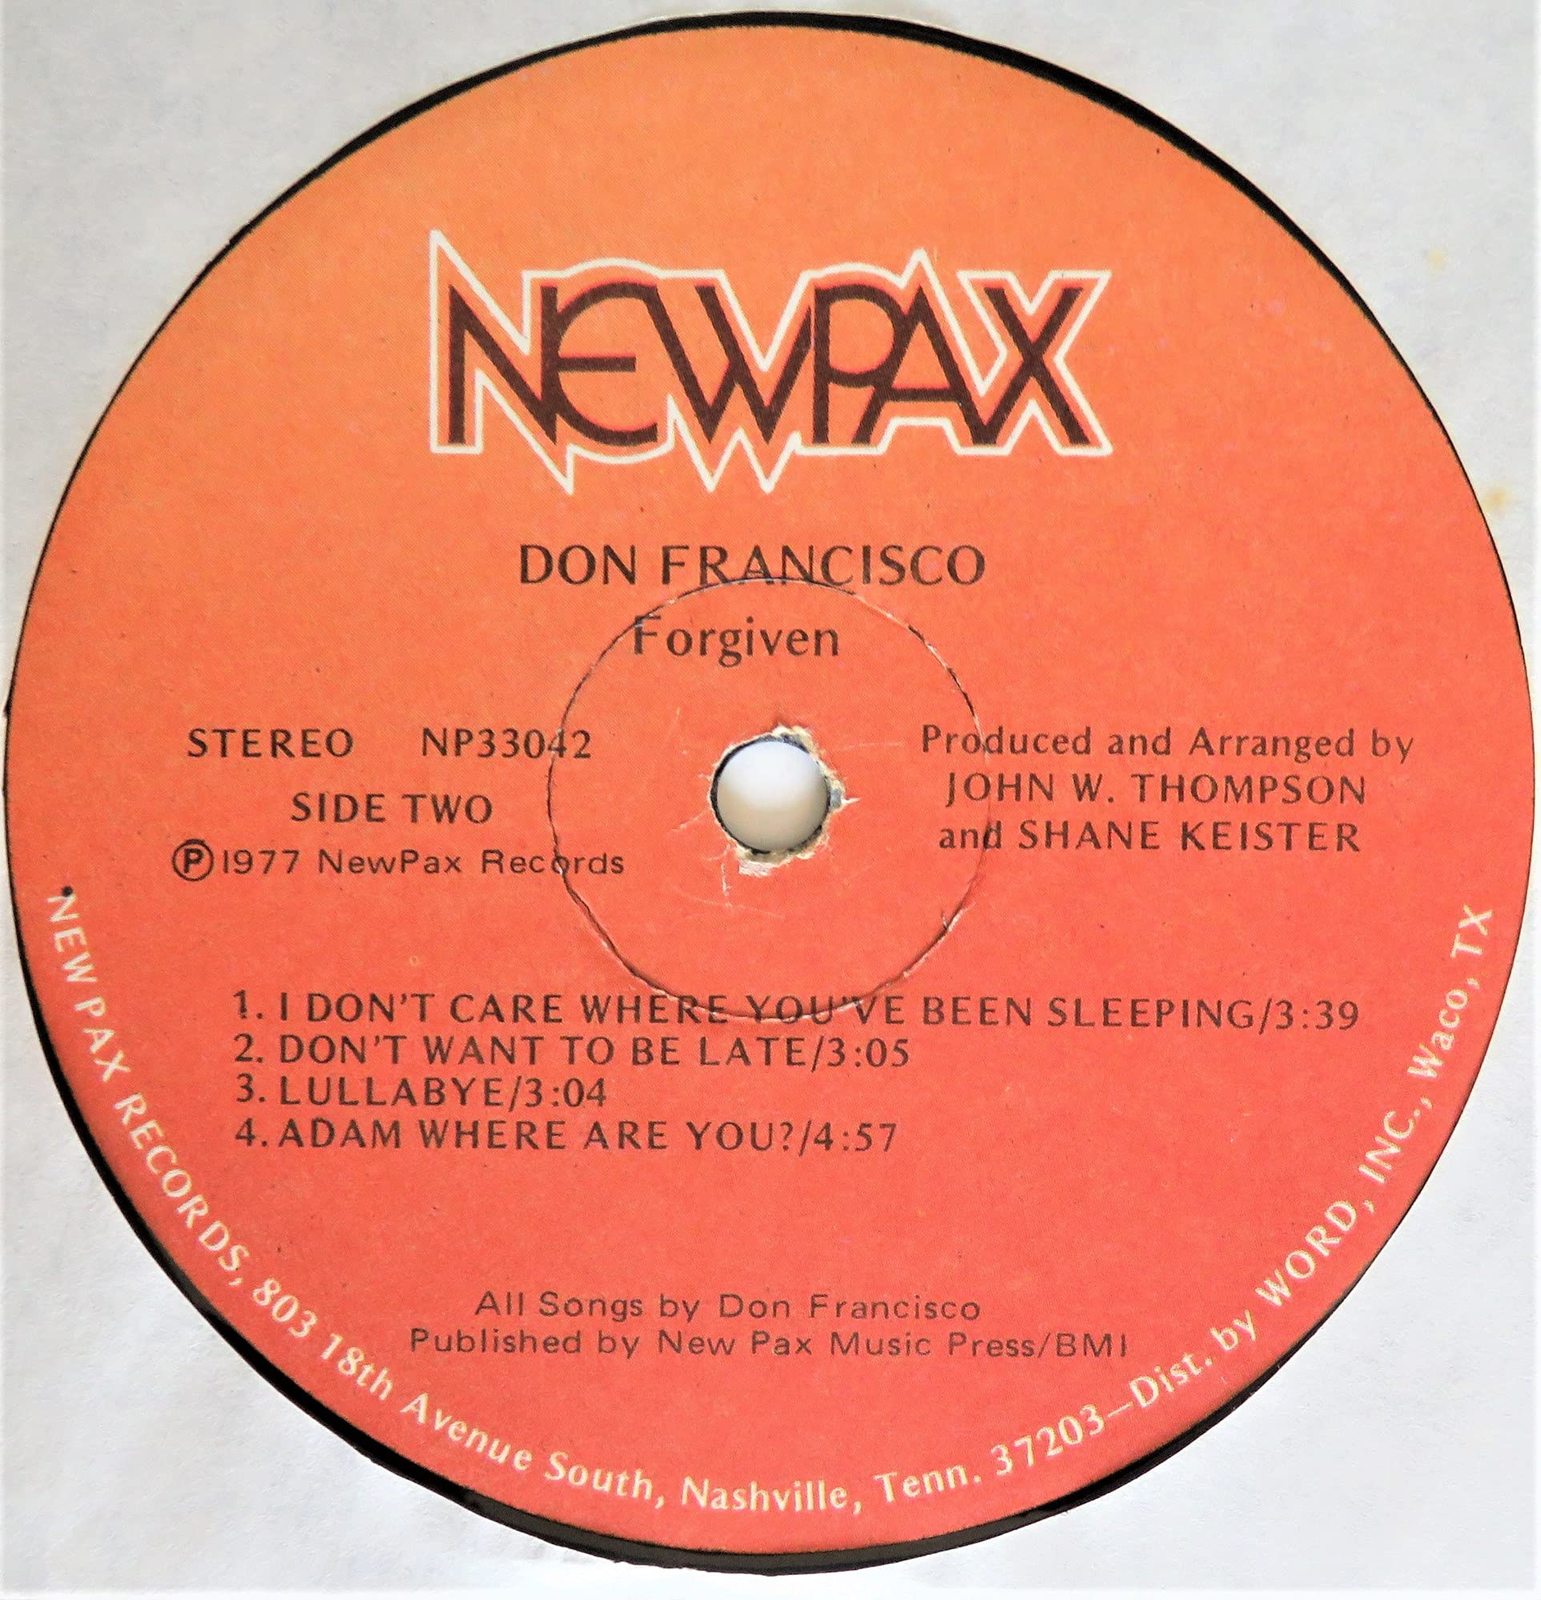 NEWPAX
DON FRANCISCO
Forgiven
STEREO NP33042
SIDE TWO
Ⓟ1977 NewPax Records
Produced and Arranged by
JOHN W. THOMPSON
and SHANE KEISTER
1. I DON'T CARE WHERE YOU'VE BEEN SLEEPING/3:39
2. DON'T WANT TO BE LATE/3:05
3. LULLABYE/3:04
4. ADAM WHERE ARE YOU?/4:57
All Songs by Don Francisco
Published by New Pax Music Press/BMI
•NEW PAX RECORDS, 803 18th Avenue South, Nashville, Tenn. 37203—Dist. by WORD, INC., Waco, TX